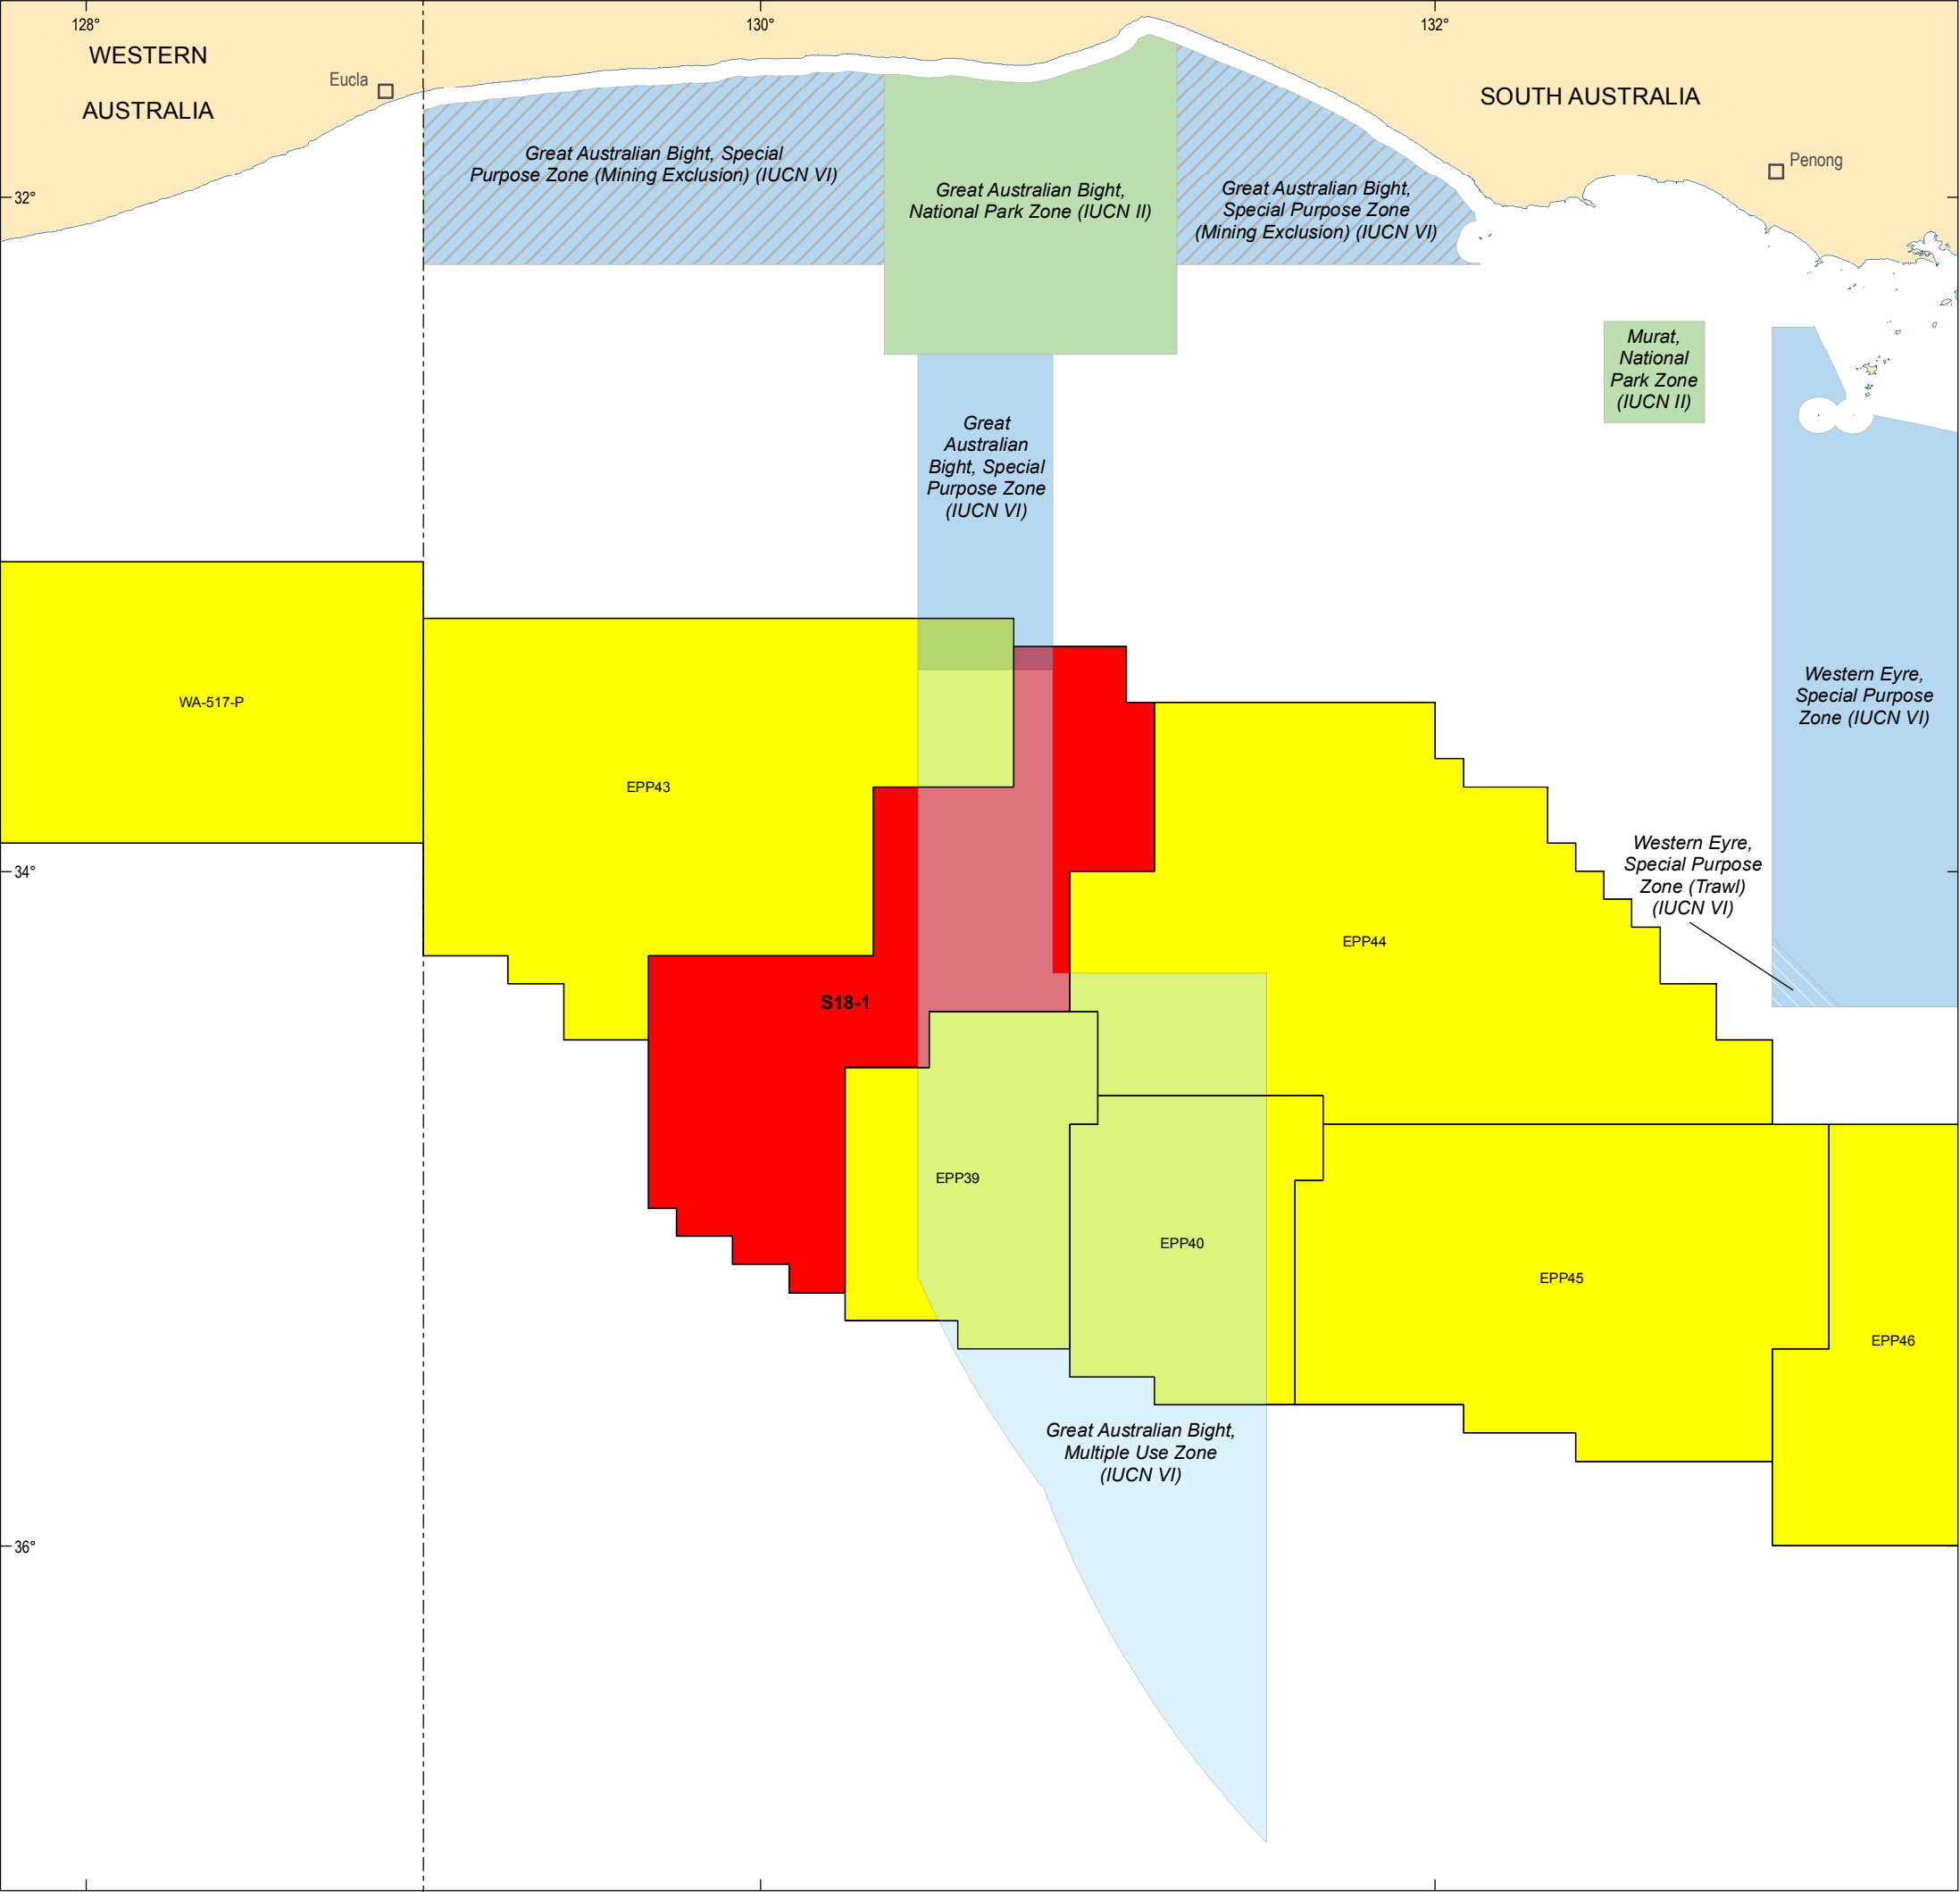 128°
130°
132°
WESTERN
AUSTRALIA
Eucla
SOUTH AUSTRALIA
Penong
32°
Great Australian Bight, Special
Purpose Zone (Mining Exclusion) (IUCN VI)
Great Australian Bight,
National Park Zone (IUCN II)
Great Australian Bight,
Special Purpose Zone
(Mining Exclusion) (IUCN VI)
Murat,
National
Park Zone
(IUCN II)
Great
Australian
Bight, Special
Purpose Zone
(IUCN VI)
WA-517-P
EPP43
Western Eyre,
Special Purpose
Zone (IUCN VI)
34°
Western Eyre,
Special Purpose
Zone (Trawl)
(IUCN VI)
EPP44
S18-1
EPP39
EPP40
EPP45
EPP46
Great Australian Bight,
Multiple Use Zone
(IUCN VI)
36°